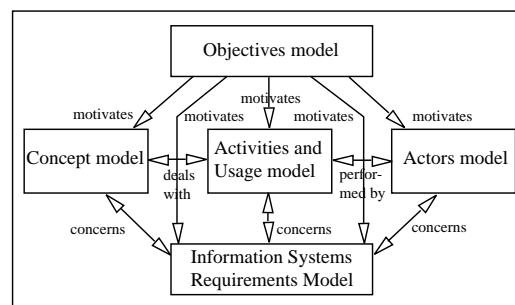 Objectives model
motivates
motivates
motivates
motivates
motivates
Concept model
Activities and
Usage model
Actors model
deals
with
perfor-
med by
concerns
concerns
concerns
Information Systems
Requirements Model